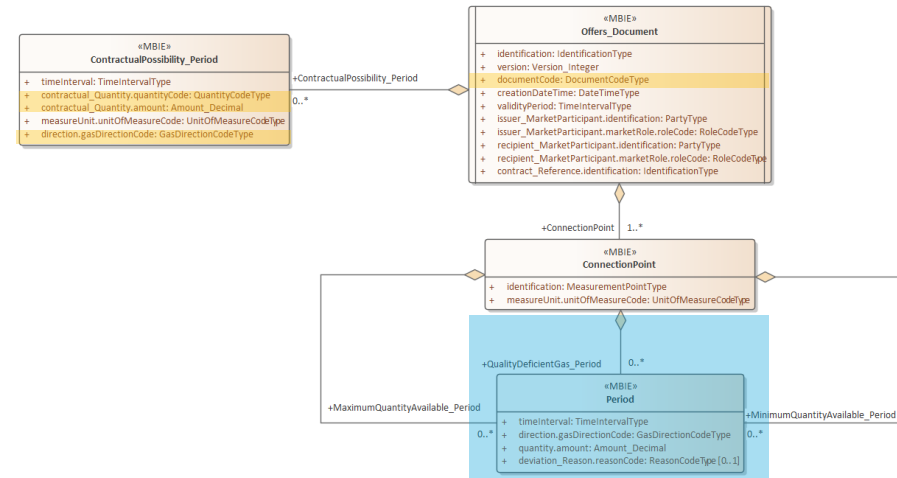 «MBIE»
Offers_Document
+ identification: IdentificationType
+ version: Version_Integer
+ documentCode: DocumentCodeType
+ creationDateTime: DateTimeType
+ validityPeriod: TimeIntervalType
+ issuer_MarketParticipant.identification: PartyType
+ issuer_MarketParticipant.marketRole.roleCode: RoleCodeType
+ recipient_MarketParticipant.identification: PartyType
+ recipient_MarketParticipant.marketRole.roleCode: RoleCodeType
+ contract_Reference.identification: IdentificationType
«MBIE»
ContractualPossibility_Period
+ timeInterval: TimeIntervalType
+ contractual_Quantity.quantityCode: QuantityCodeType
+ contractual_Quantity.amount: Amount_Decimal
+ measureUnit.unitOfMeasureCode: UnitOfMeasureCodeType
+ direction.gasDirectionCode: GasDirectionCodeType
+ContractualPossibility_Period
0..*
+ConnectionPoint 1..*
«MBIE»
ConnectionPoint
+ identification: MeasurementPointType
+ measureUnit.unitOfMeasureCode: UnitOfMeasureCodeType
+QualityDeficientGas_Period 0..*
«MBIE»
Period
+ timeInterval: TimeIntervalType
+ direction.gasDirectionCode: GasDirectionCodeType
+ quantity.amount: Amount_Decimal
+ deviation_Reason.reasonCode: ReasonCodeType [0..1]
+MaximumQuantityAvailable_Period
0..*
+MinimumQuantityAvailable_Period
0..*